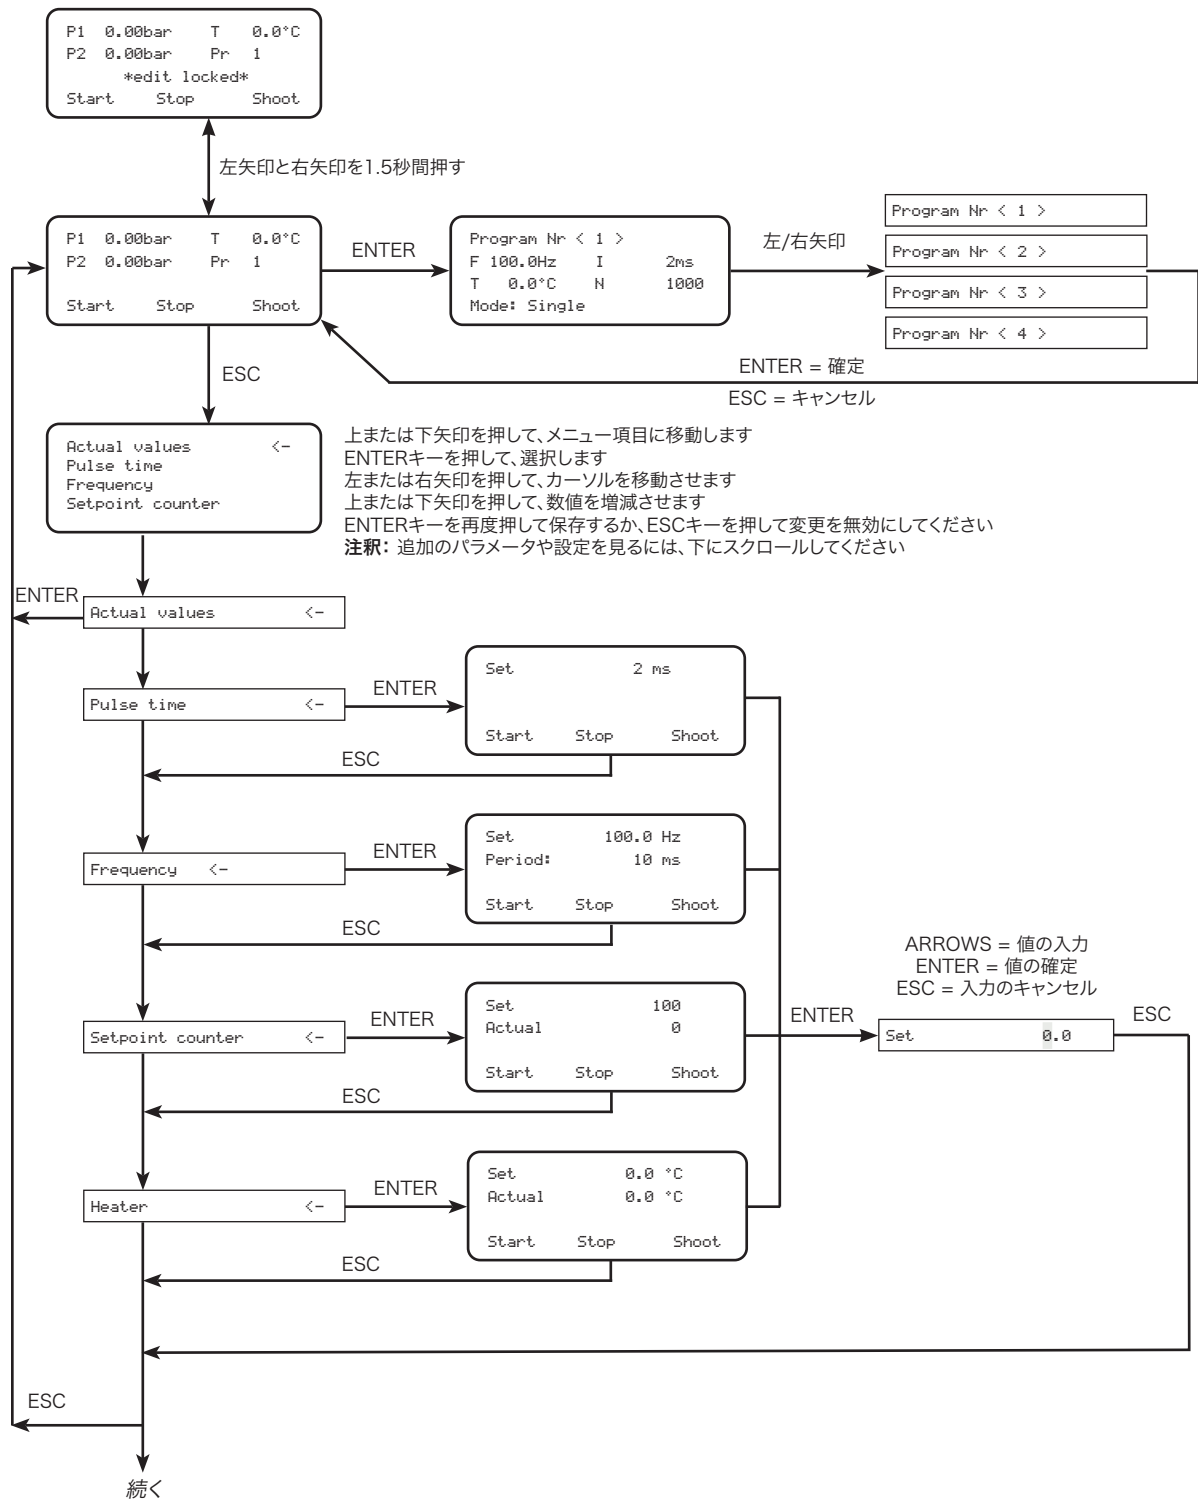 P1 0.00bar T 0.0°C
P2 0.00bar Pr 1
*edit locked*
Start Stop Shoot
左矢印と右矢印を1.5秒間押す
P1 0.00bar T 0.0°C
P2 0.00bar Pr 1
Start Stop Shoot
ENTER
Program Nr < 1 >
F 100.0Hz I 2ms
T 0.0°C N 1000
Mode: Single
左/右矢印
Program Nr < 1 >
Program Nr < 2 >
Program Nr < 3 >
Program Nr < 4 >
ENTER = 確定
ESC = キャンセル
ESC
Actual values <-
Pulse time
Frequency
Setpoint counter
上または下矢印を押して、メニュー項目に移動します
ENTERキーを押して、選択します
左または右矢印を押して、カーソルを移動させます
上または下矢印を押して、数値を増減させます
ENTERキーを再度押して保存するか、ESCキーを押して変更を無効にしてください
注釈: 追加のパラメータや設定を見るには、下にスクロールしてください
ENTER
Actual values <-
Pulse time <-
ENTER
Set 2 ms
Start Stop Shoot
ESC
Frequency <-
ENTER
Set 100.0 Hz
Period: 10 ms
Start Stop Shoot
ESC
Setpoint counter <-
ENTER
Set 100
Actual 0
Start Stop Shoot
ESC
ENTER
ARROWS = 値の入力
ENTER = 値の確定
ESC = 入力のキャンセル
Set 0.0
ESC
Heater <-
ENTER
Set 0.0 °C
Actual 0.0 °C
Start Stop Shoot
ESC
ESC
続く